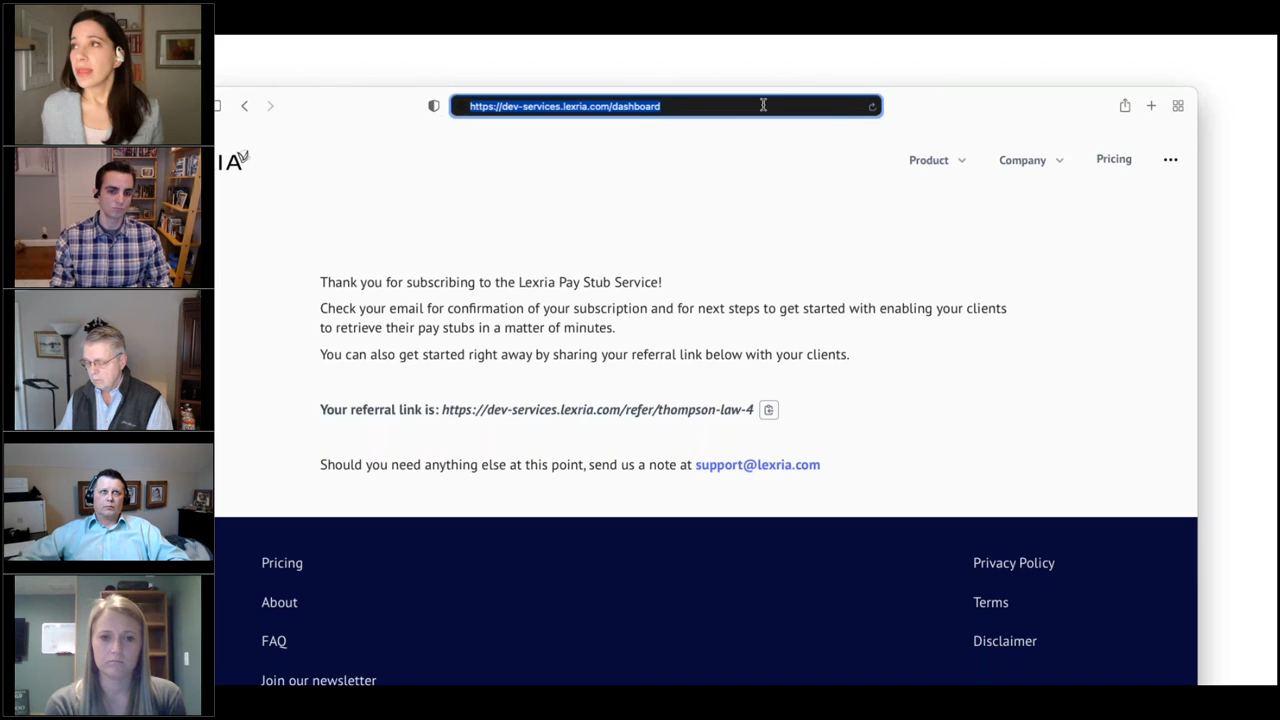 https://dev-services.lexria.com/dashboard
IA
Product
Company
Pricing
Thank you for subscribing to the Lexria Pay Stub Service!
Check your email for confirmation of your subscription and for next steps to get started with enabling your clients
to retrieve their pay stubs in a matter of minutes.
You can also get started right away by sharing your referral link below with your clients.
Your referral link is: https://dev-services.lexria.com/refer/thompson-law-4
Should you need anything else at this point, send us a note at support@lexria.com
Pricing
About
FAQ
Join our newsletter
Privacy Policy
Terms
Disclaimer